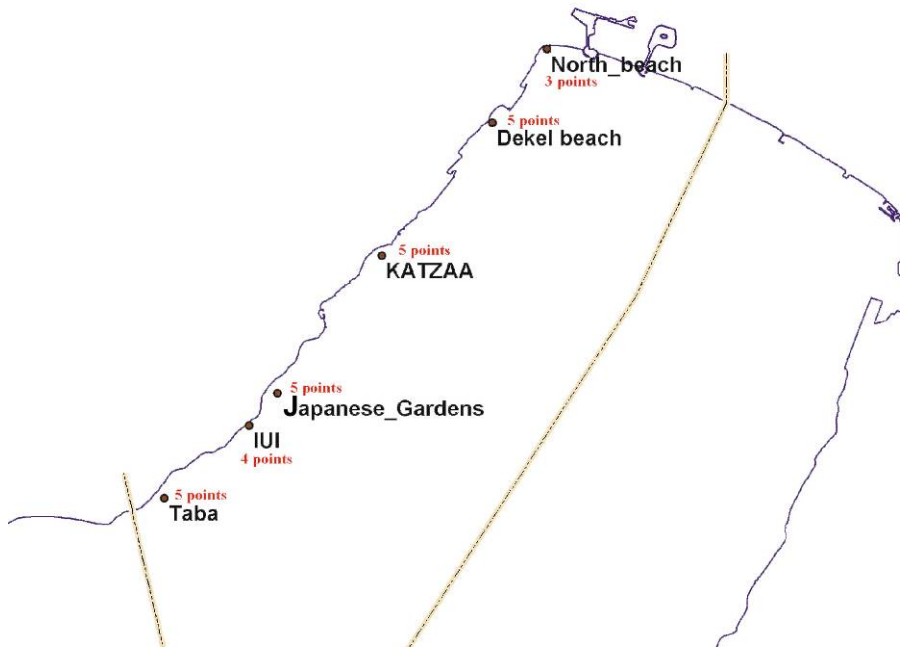 North_beach
3 points
5 points
Dekel beach
5 points
KATZAA
5 points
Japanese_Gardens
IUI
4 points
5 points
Taba